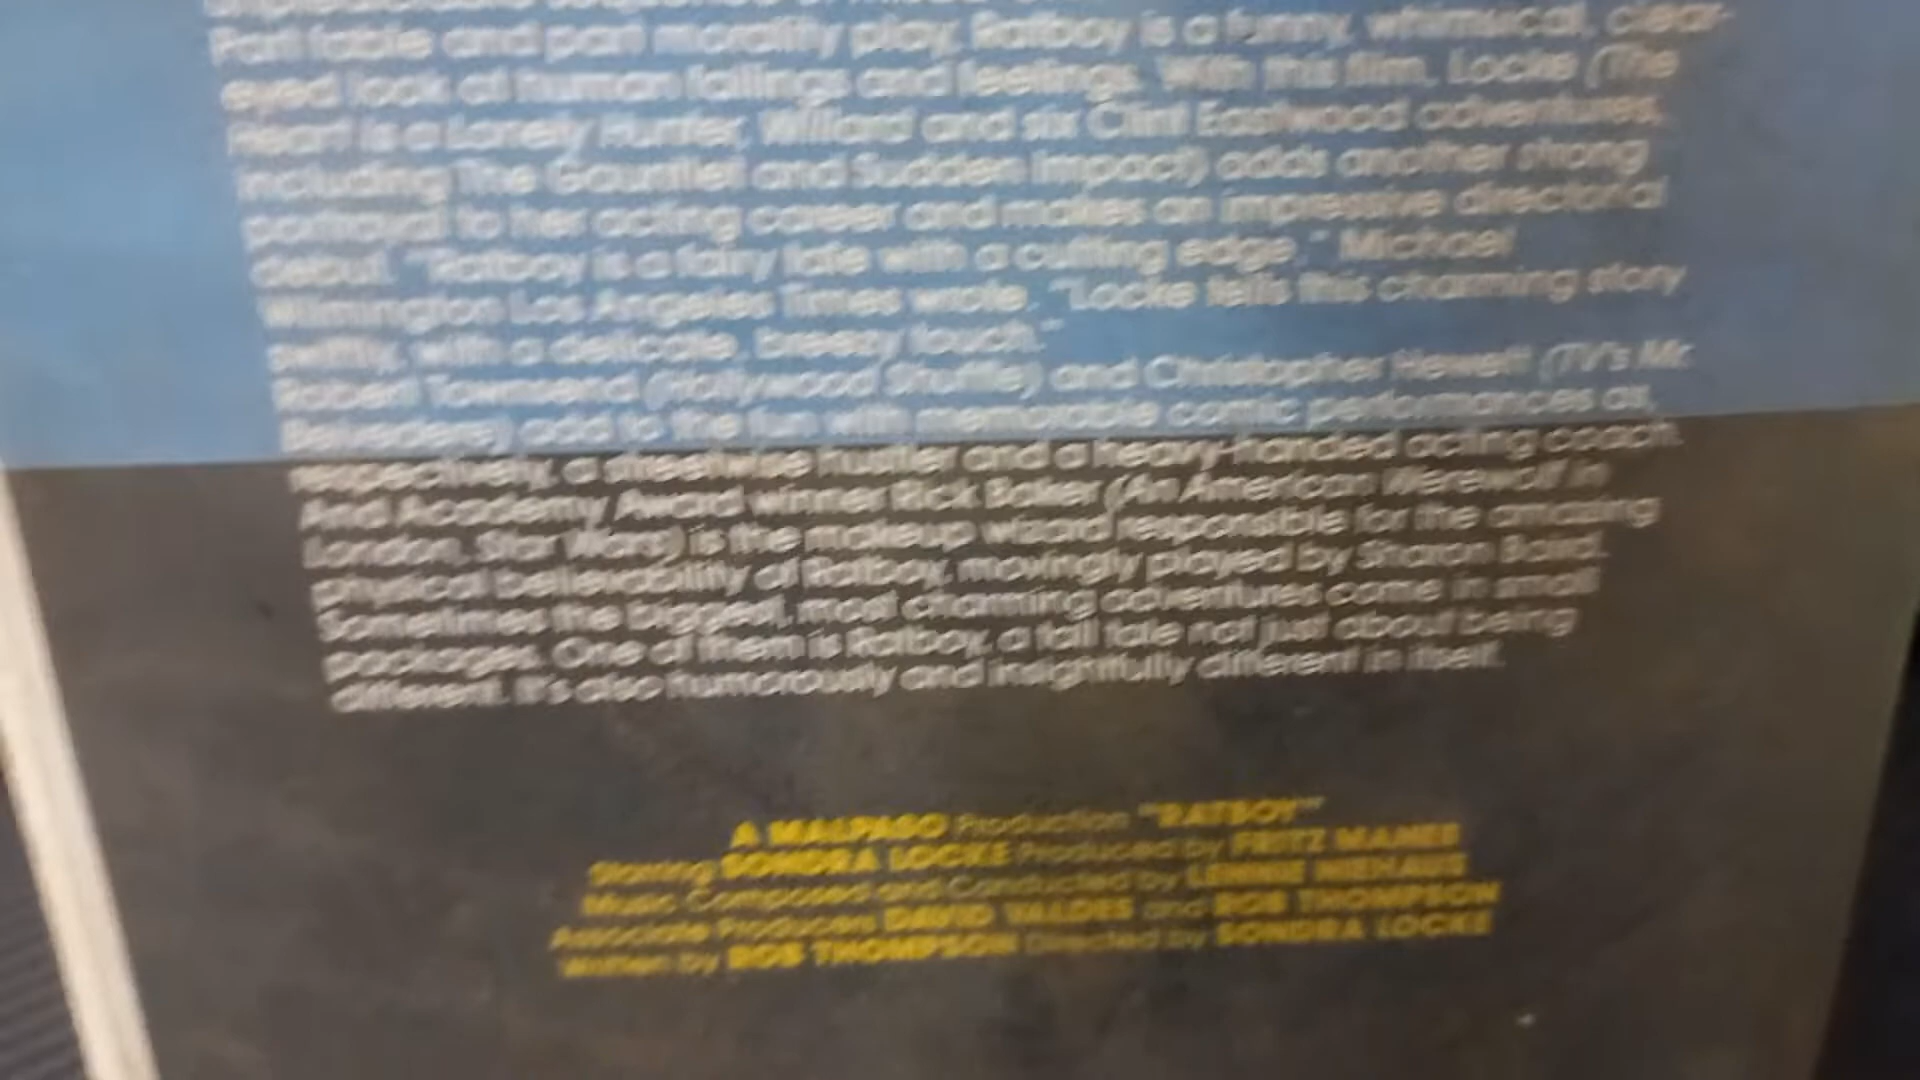 Part fable and part morality play, Ratboy is a funny, whimsical, clear-
eyed look at human failings and feelings. With this film, Locke (The
Heart is a Lonely Hunter, Willard and six Clint Eastwood adventures,
including The Gauntlet and Sudden Impact) adds another strong
portrayal to her acting career and makes an impressive directorial
debut. "Ratboy is a fairy tale with a cutting edge." Michael
Wilmington Los Angeles Times wrote. "Locke tells this charming story
with a delicate, breezy touch."
Robert Townsend (Hollywood Shuffle) and Christopher Hewett (TV's Mr.
Belvedere) add to the fun with memorable comic performances as,
respectively, a streetwise hustler and a heavy-handed acting coach.
And Academy Award winner Rick Baker (An American Werewolf in
London, Star Wars) is the makeup wizard responsible for the amazing
physical believability of Ratboy, movingly played by Sharon Baird.
Sometimes the biggest, most charming adventures come in small
packages. One of them is Ratboy, a tall tale not just about being
different. It's also humorously and insightfully different in itself.
A MALPASO Production "RATBOY"
Starring SONDRA LOCKE Produced by FRITZ MANES
Music Composed and Conducted by LENNIE NIEHAUS
Associate Producers DAVID VALDES and ROB THOMPSON
Written by ROB THOMPSON Directed by SONDRA LOCKE